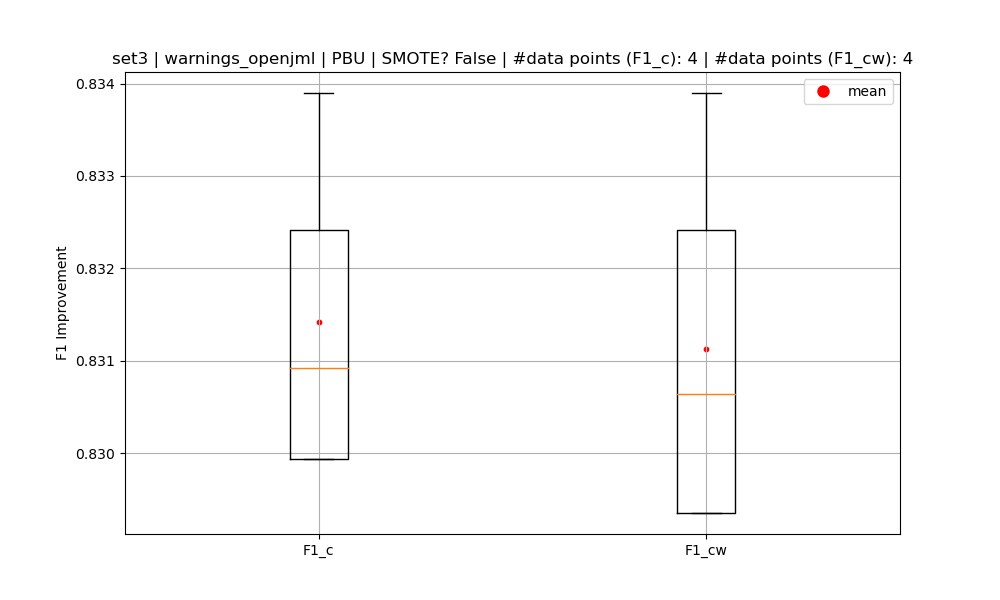 set3 | warnings_openjml | PBU | SMOTE? False | #data points (F1_c): 4 | #data points (F1_cw): 4
mean
0.834
0.833
0.832
0.831
0.830
F1 Improvement
F1_c
F1_cw